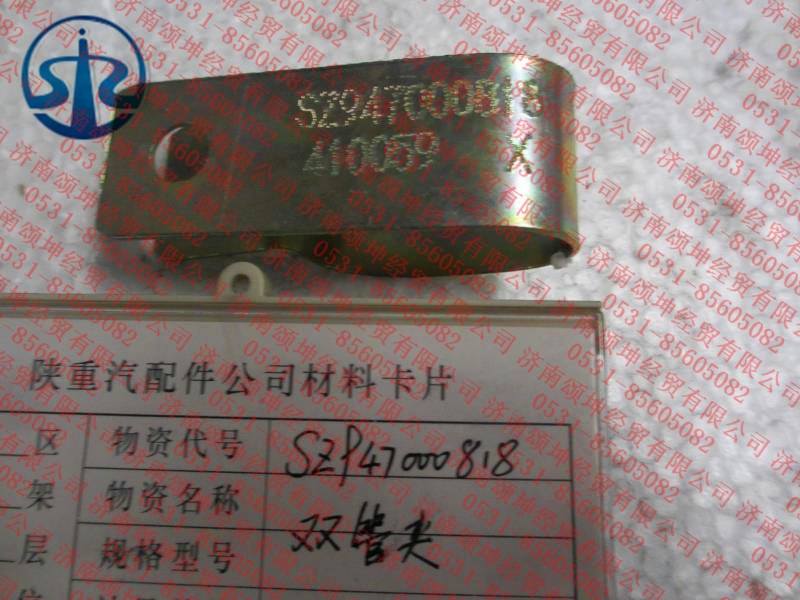 SZ947000818
410059 X
陕重汽配件公司材料卡片
区 物资代号 SZ947000818
架 物资名称 双管夹
层 规格型号
济南颂坤经贸有限公司
0531-85605082